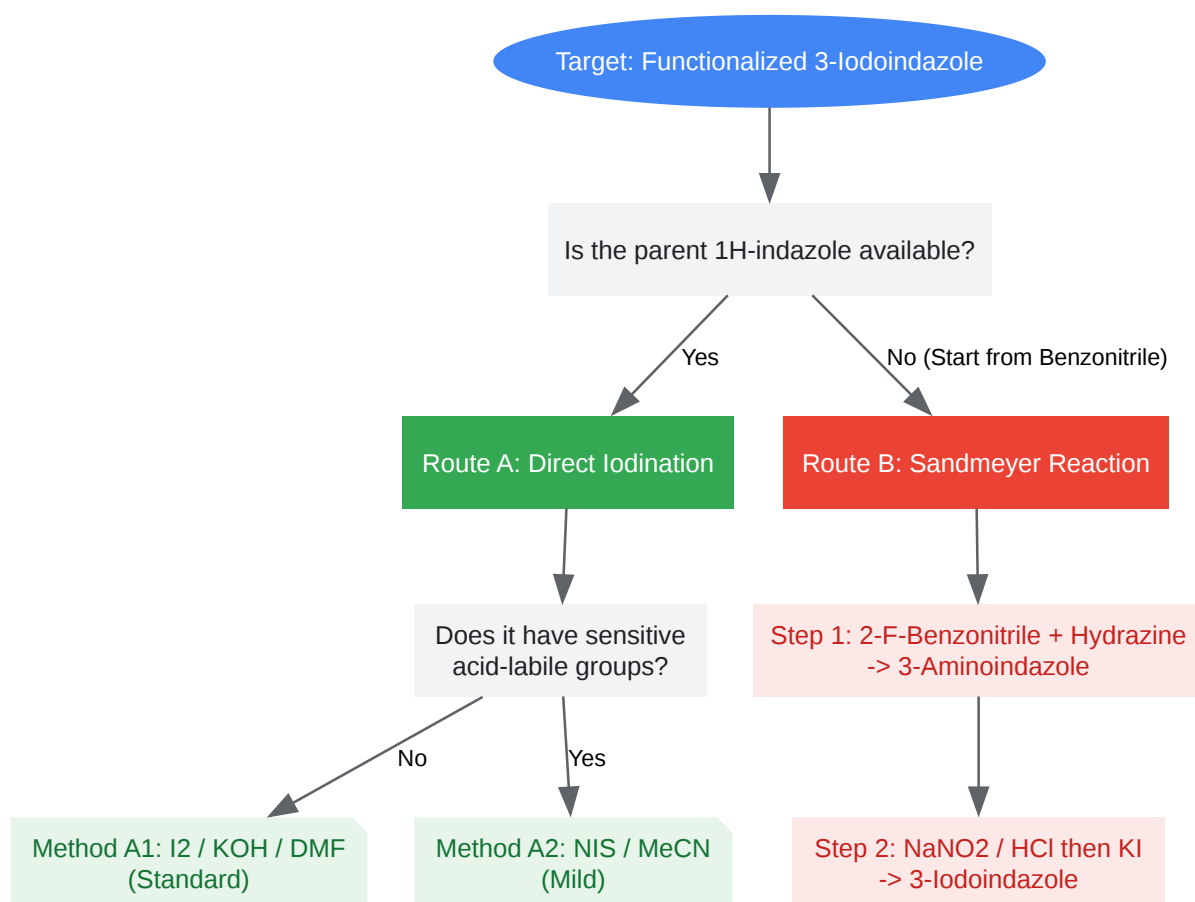 Target: Functionalized 3-Iodoindazole
Is the parent 1H-indazole available?
Yes
No (Start from Benzonitrile)
Route A: Direct Iodination
Route B: Sandmeyer Reaction
Does it have sensitive
acid-labile groups?
Step 1: 2-F-Benzonitrile + Hydrazine
-> 3-Aminoindazole
No
Yes
Method A1: I2 / KOH / DMF
(Standard)
Method A2: NIS / MeCN
(Mild)
Step 2: NaNO2 / HCl then KI
-> 3-Iodoindazole